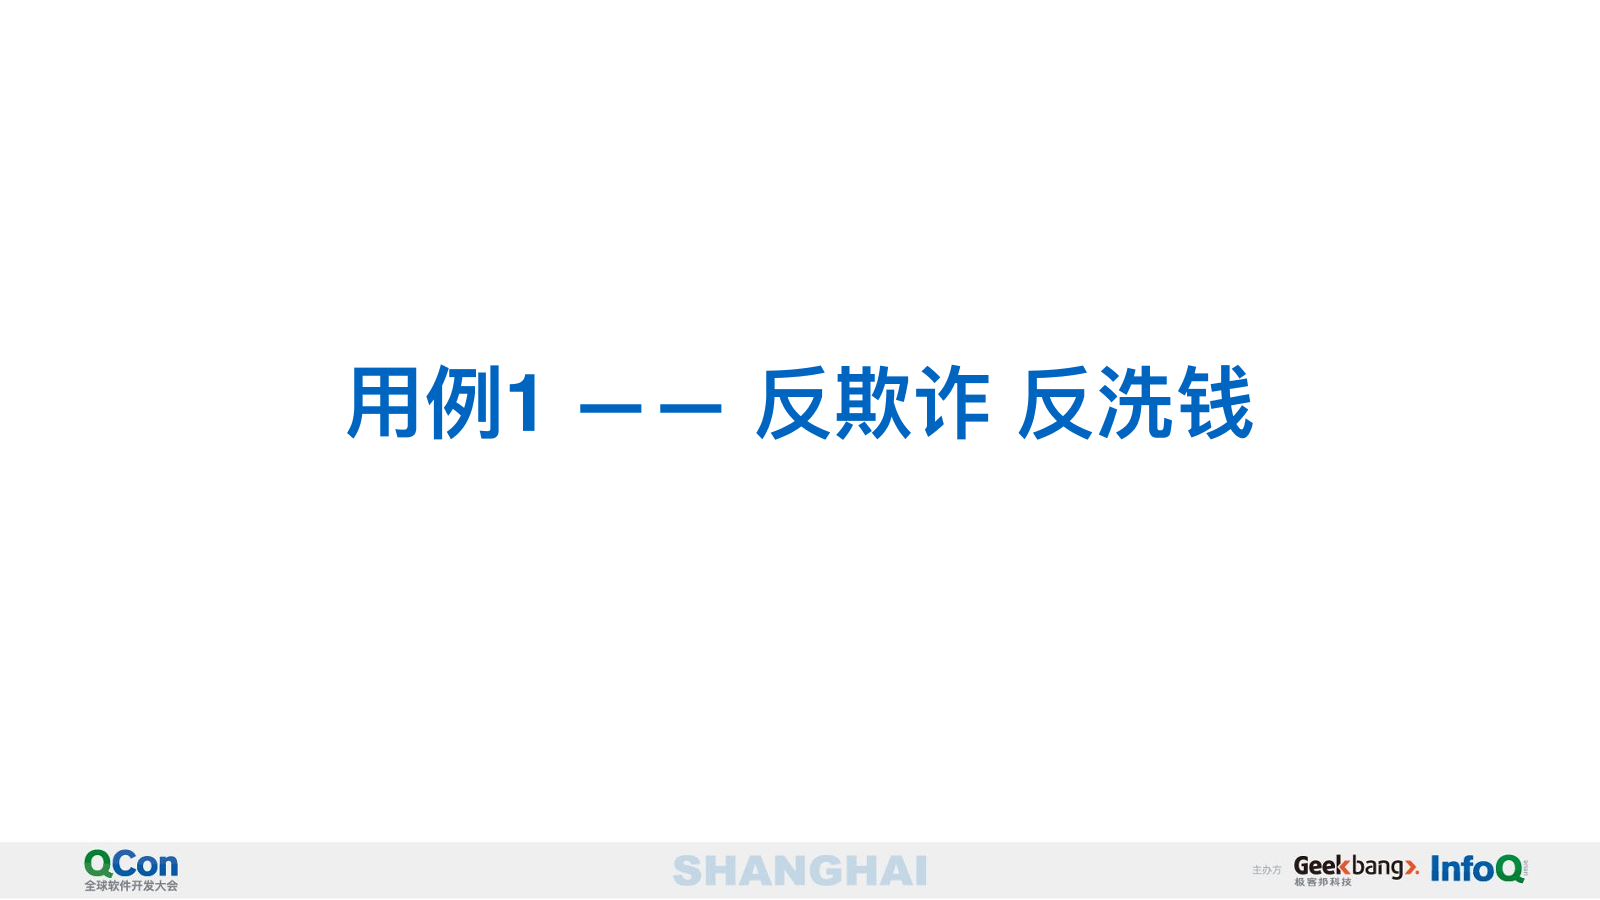 用例1 —— 反欺诈 反洗钱
QCon
全球软件开发大会
SHANGHAI
主办方
Geekbang>.
极客邦科技
InfoQ